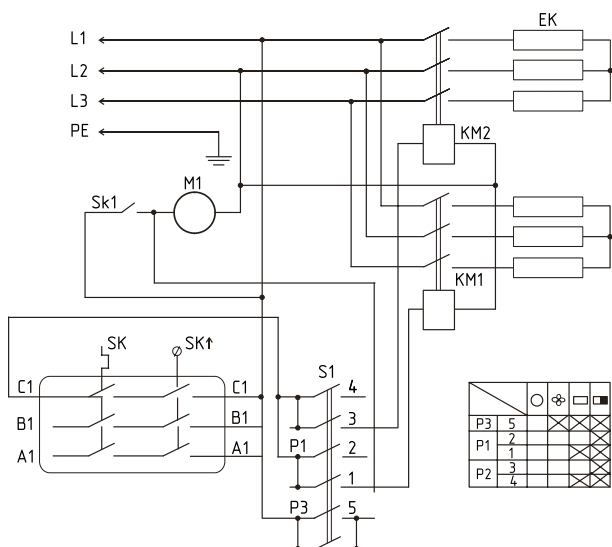 L1
EK
L2
L3
PE
KM2
M1
Sk1
KM1
SK
SK↑
S1
C1
C1
4
B1
B1
3
P1
2
A1
A1
1
P3
5
P3 5
P1 2
1
P2 3
4